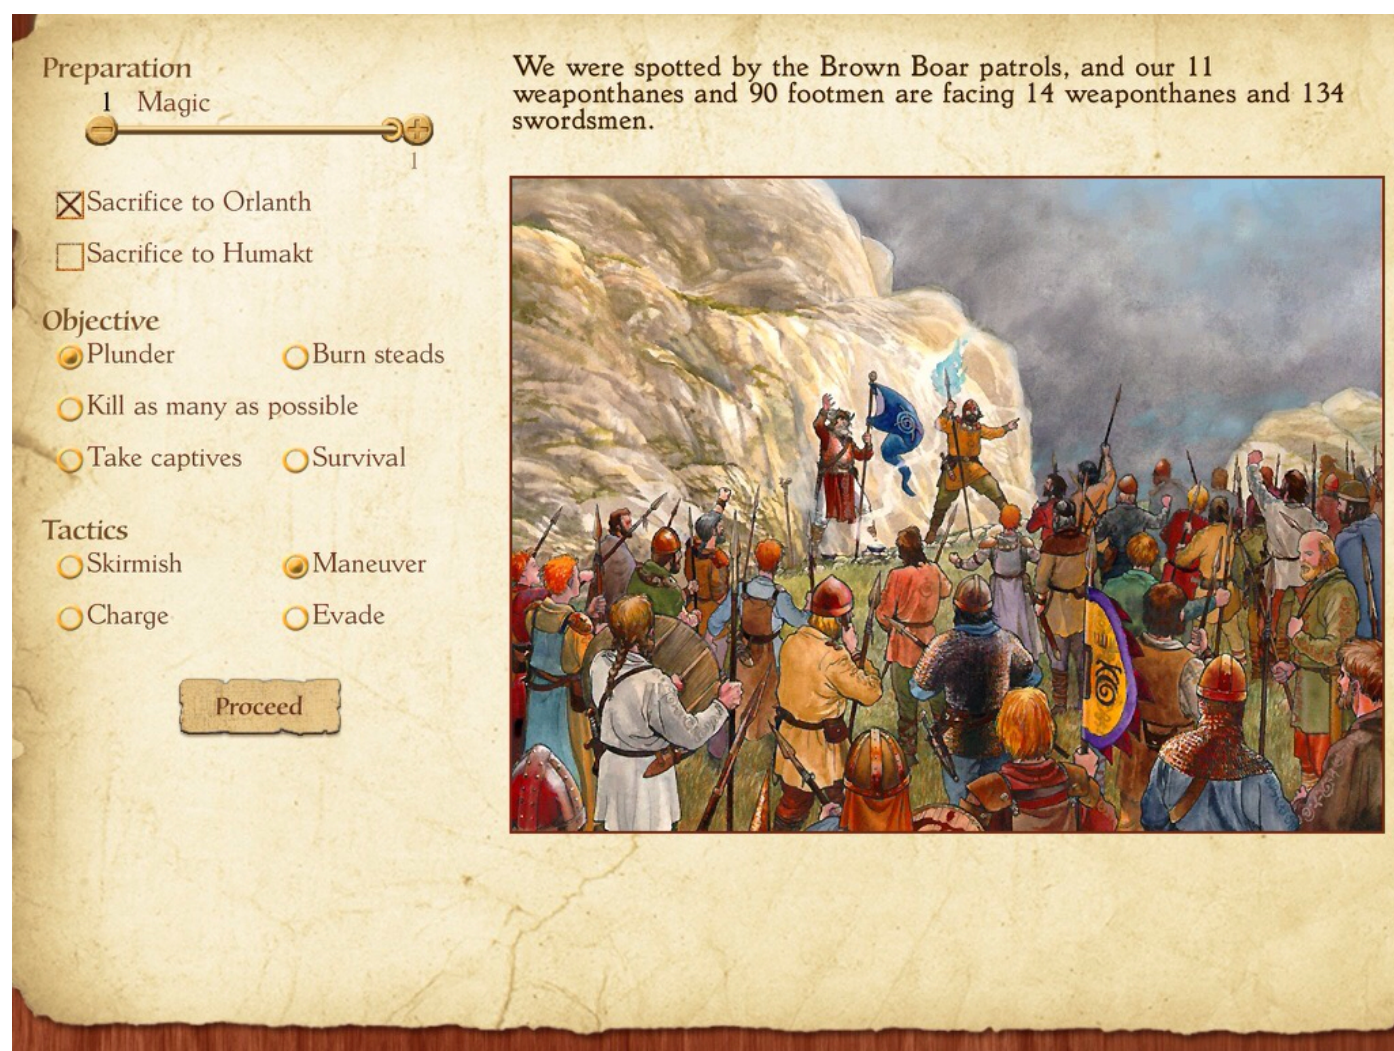 Preparation
1 Magic
1
Sacrifice to Orlanth
Sacrifice to Humakt
Objective
Plunder Burn steads
Kill as many as possible
Take captives Survival
Tactics
Skirmish Maneuver
Charge Evade
Proceed
We were spotted by the Brown Boar patrols, and our 11
weaponthanes and 90 footmen are facing 14 weaponthanes and 134
swordsmen.